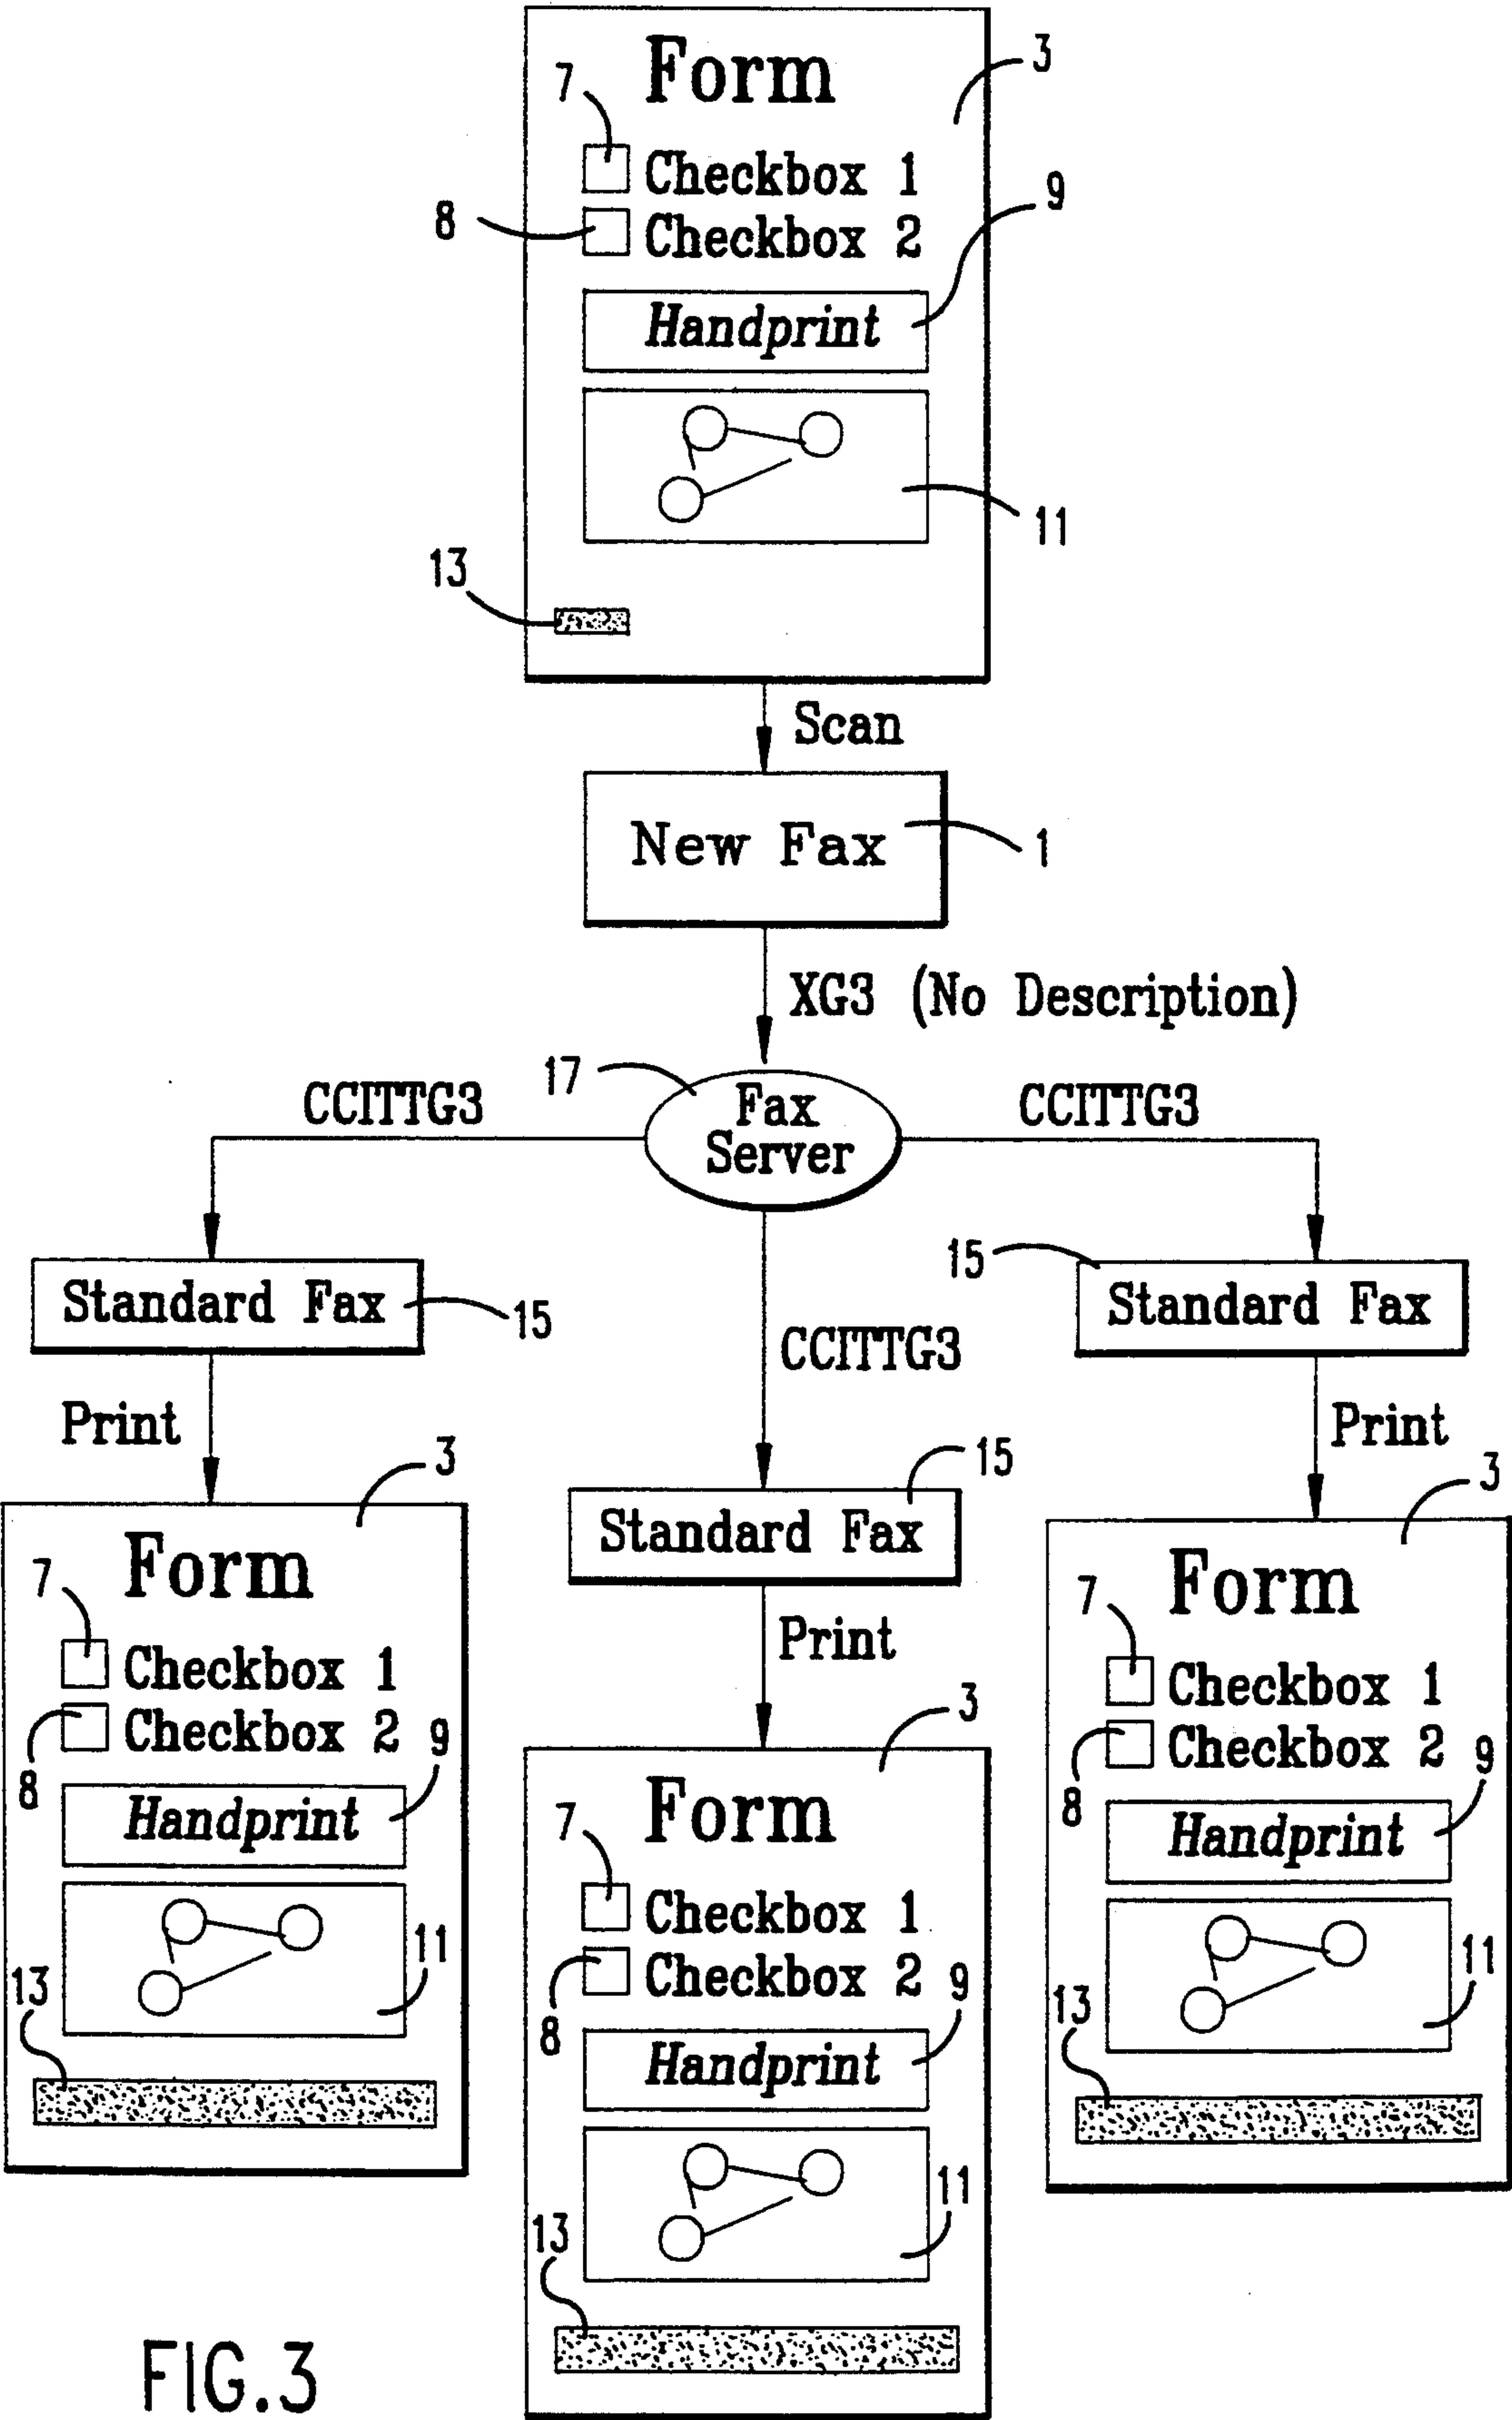 Form
3
7
Checkbox 1
9
8
Checkbox 2
Handprint
11
13
Scan
New Fax
1
XG3 (No Description)
17
CCITTG3
Fax
Server
CCITTG3
15
Standard Fax
15
Standard Fax
CCITTG3
Print
Print
3
15
3
Standard Fax
Form
7
Checkbox 1
Checkbox 2
9
8
Handprint
11
13
Print
3
Form
7
Checkbox 1
Checkbox 2
9
8
Handprint
11
13
Form
7
Checkbox 1
Checkbox 2
9
8
Handprint
11
13
FIG.3